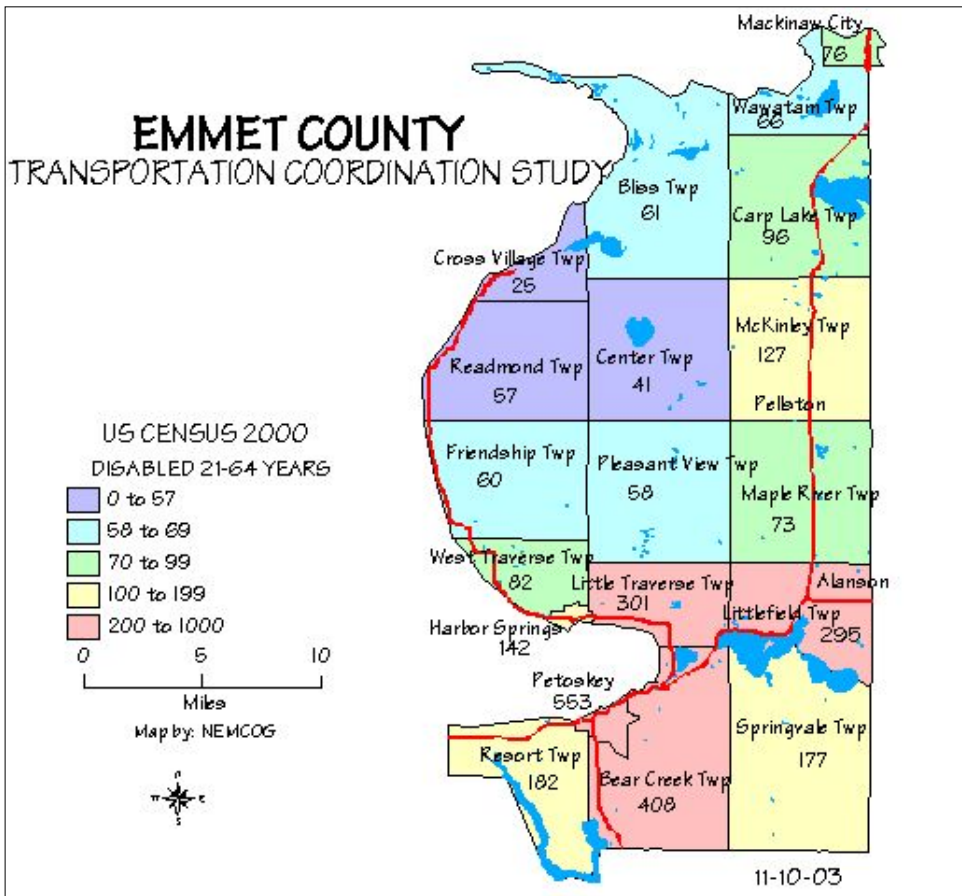 Mackinaw City
76
EMMET COUNTY
TRANSPORTATION COORDINATION STUDY
Wawatam Twp
66
Bliss Twp
61
Carp Lake Twp
96
Cross Village Twp
25
McKinley Twp
127
Readmond Twp
57
Center Twp
41
Pellston
US CENSUS 2000
DISABLED 21-64 YEARS
0 to 57
58 to 69
70 to 99
100 to 199
200 to 1000
Friendship Twp
60
Pleasant View Twp
58
Maple River Twp
73
West Traverse Twp
82
Little Traverse Twp
301
Alanson
Littlefield Twp
295
Harbor Springs
142
0 5 10
Miles
Map by: NEMCOG
Petoskey
553
Resort Twp
182
Bear Creek Twp
408
Springvale Twp
177
N
W E
S
11-10-03